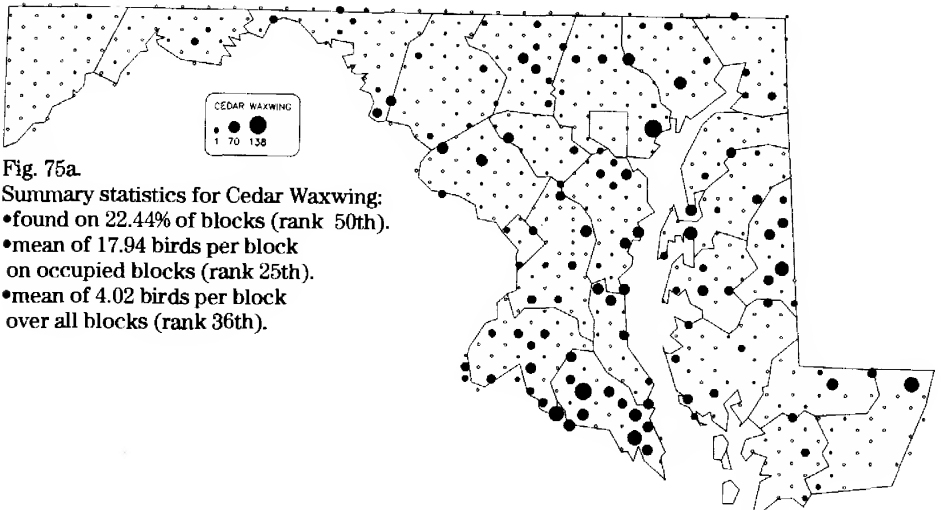 CEDAR WAXWING
1 70 138
Fig. 75a.
Summary statistics for Cedar Waxwing:
•found on 22.44% of blocks (rank 50th).
•mean of 17.94 birds per block
on occupied blocks (rank 25th).
•mean of 4.02 birds per block
over all blocks (rank 36th).